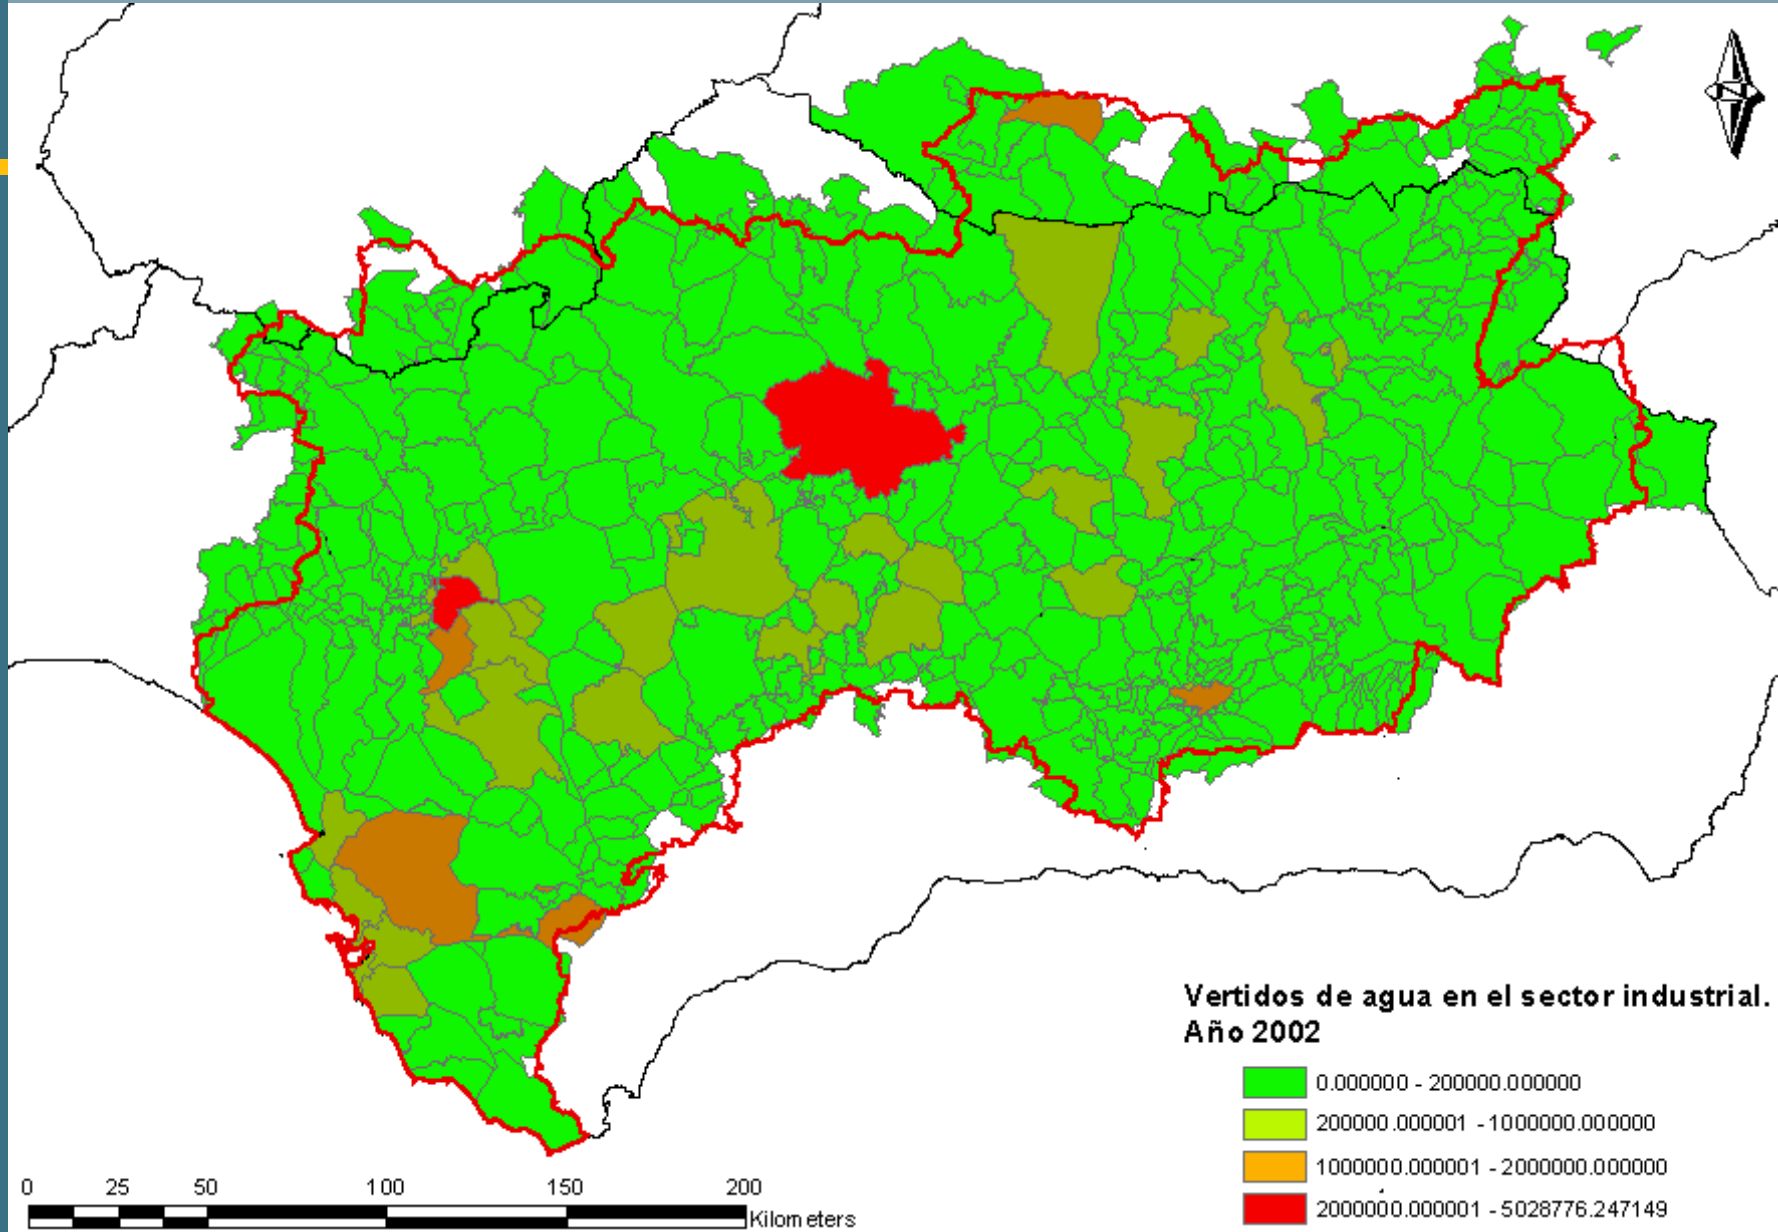 N
Vertidos de agua en el sector industrial.
Año 2002
0.000000 - 200000.000000
200000.000001 - 1000000.000000
1000000.000001 - 2000000.000000
2000000.000001 - 5028776.247149
0 25 50 100 150 200
Kilometers